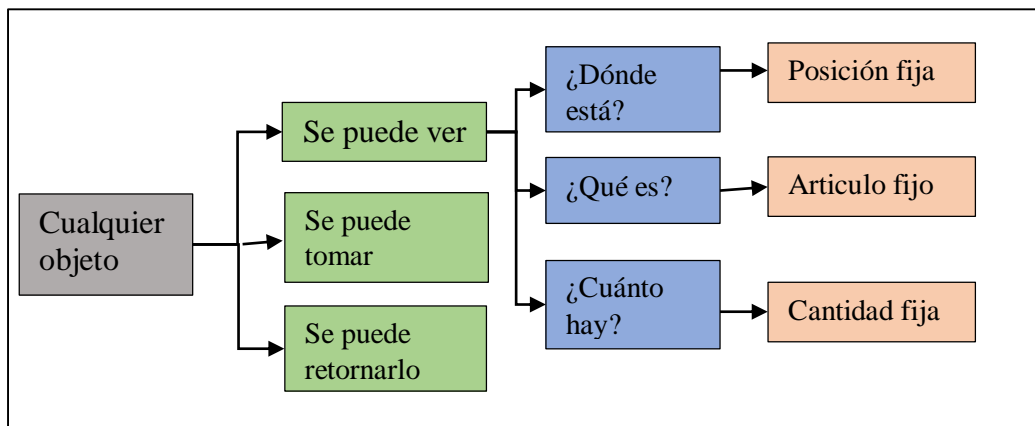 Cualquier
objeto
Se puede ver
Se puede
tomar
Se puede
retornarlo
¿Dónde
está?
¿Qué es?
¿Cuánto
hay?
Posición fija
Articulo fijo
Cantidad fija